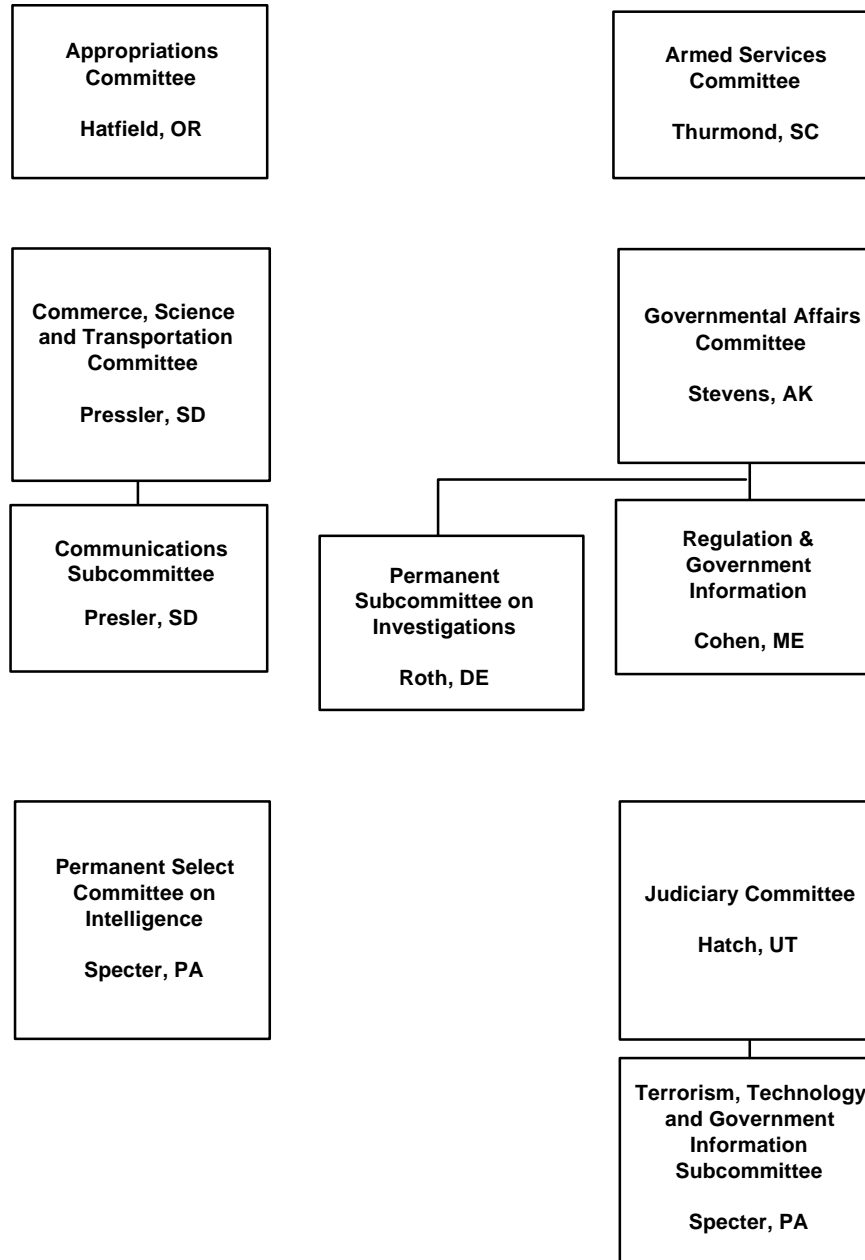 Appropriations
Committee
Hatfield, OR
Armed Services
Committee
Thurmond, SC
Commerce, Science
and Transportation
Committee
Pressler, SD
Governmental Affairs
Committee
Stevens, AK
Communications
Subcommittee
Presler, SD
Permanent
Subcommittee on
Investigations
Roth, DE
Regulation &
Government
Information
Cohen, ME
Permanent Select
Committee on
Intelligence
Specter, PA
Judiciary Committee
Hatch, UT
Terrorism, Technology
and Government
Information
Subcommittee
Specter, PA